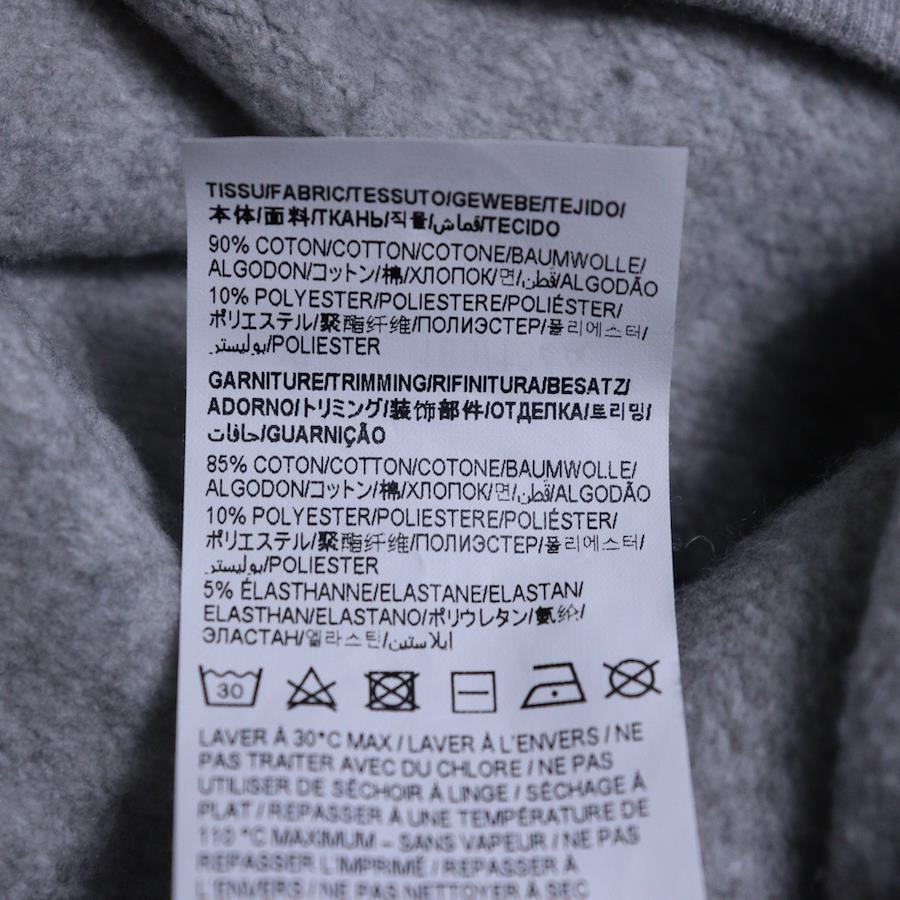 TISSU/FABRIC/TESSUTO/GEWEBE/TEJIDO/
本体/面料/ТКАНЬ/직물/قماش/TECIDO
90% COTON/COTTON/COTONE/BAUMWOLLE/
ALGODON/コットン/棉/ХЛОПОК/면/قطن/ALGODÃO
10% POLYESTER/POLIESTERE/POLIÉSTER/
ポリエステル/聚酯纤维/ПОЛИЭСТЕР/폴리에스터/
بوليستر/POLIESTER
GARNITURE/TRIMMING/RIFINITURA/BESATZ/
ADORNO/トリミング/装饰部件/ОТДЕЛКА/트리밍/
حافات/GUARNIÇÃO
85% COTON/COTTON/COTONE/BAUMWOLLE/
ALGODON/コットン/棉/ХЛОПОК/면/قطن/ALGODÃO
10% POLYESTER/POLIESTERE/POLIÉSTER/
ポリエステル/聚酯纤维/ПОЛИЭСТЕР/폴리에스터/
بوليستر/POLIESTER
5% ÉLASTHANNE/ELASTANE/ELASTAN/
ELASTHAN/ELASTANO/ポリウレタン/氨纶/
ЭЛАСТАН/엘라스틴/ايلاستين
30
LAVER À 30°C MAX / LAVER À L'ENVERS / NE
PAS TRAITER AVEC DU CHLORE / NE PAS
UTILISER DE SÉCHOIR À LINGE / SÉCHAGE À
PLAT / REPASSER À UNE TEMPÉRATURE DE
110 °C MAXIMUM – SANS VAPEUR / NE PAS
REPASSER L'IMPRIMÉ / REPASSER À
L'ENVERS / NE PAS NETTOYER À SEC